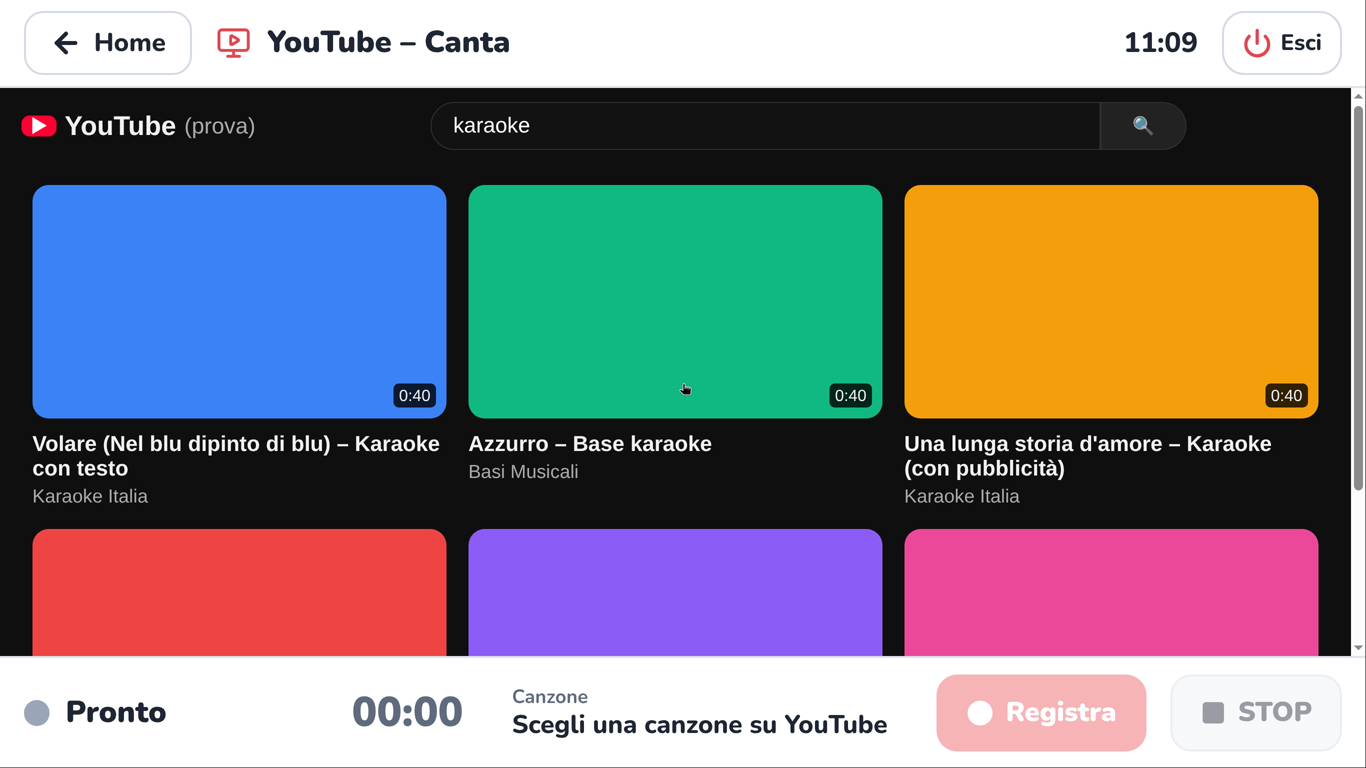 Home
YouTube – Canta
11:09
Esci
YouTube (prova)
karaoke
0:40
0:40
0:40
Volare (Nel blu dipinto di blu) – Karaoke
con testo
Karaoke Italia
Azzurro – Base karaoke
Basi Musicali
Una lunga storia d'amore – Karaoke
(con pubblicità)
Karaoke Italia
Pronto
00:00
Canzone
Scegli una canzone su YouTube
Registra
STOP